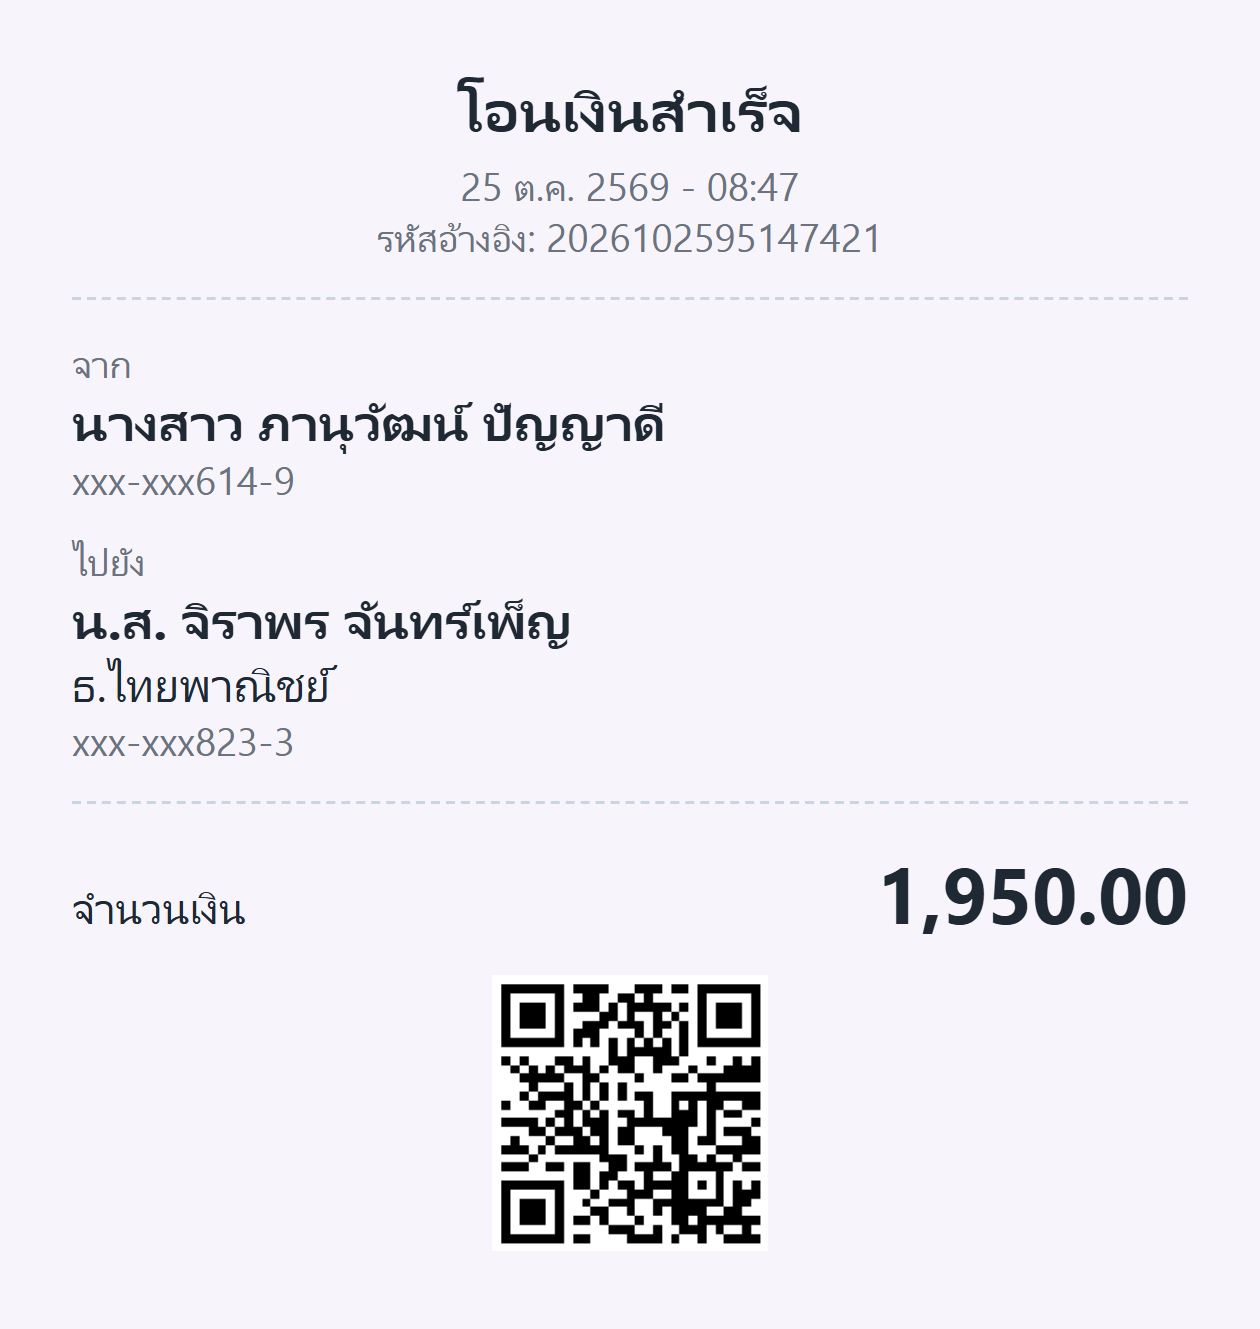 โอนเงินสำเร็จ
25 ต.ค. 2569 - 08:47
รหัสอ้างอิง: 2026102595147421
จาก
นางสาว ภานุวัฒน์ ปัญญาดี
xxx-xxx614-9
ไปยัง
น.ส. จิราพร จันทร์เพ็ญ
ธ.ไทยพาณิชย์
xxx-xxx823-3
จำนวนเงิน 1,950.00